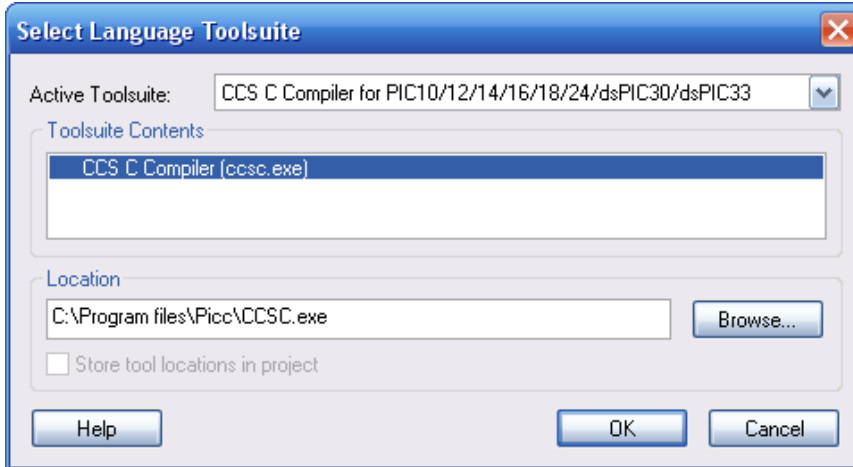 Select Language Toolsuite
Active Toolsuite: CCS C Compiler for PIC10/12/14/16/18/24/dsPIC30/dsPIC33
Toolsuite Contents
CCS C Compiler (ccsc.exe)
Location
C:\Program files\Picc\CCSC.exe Browse...
Store tool locations in project
Help OK Cancel